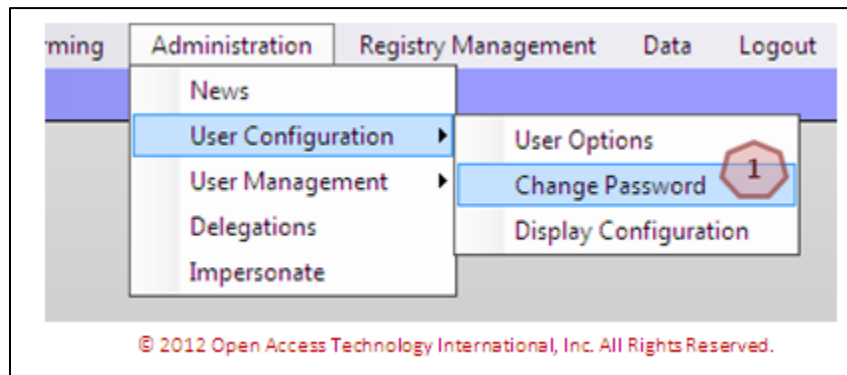 rming Administration Registry Management Data Logout
News
User Configuration User Options
1
User Management Change Password
Delegations Display Configuration
Impersonate
© 2012 Open Access Technology International, Inc. All Rights Reserved.